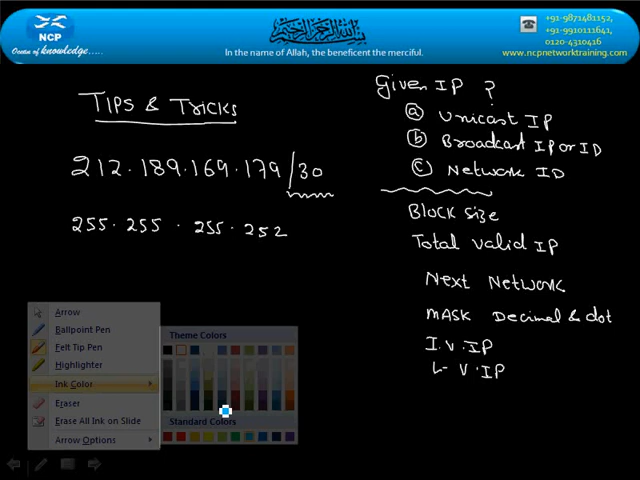 بسم الله الرحمن الرحيم
NCP
Ocean of knowledge.....
In the name of Allah, the beneficent the merciful.
+91-9871481152,
+91-9910111641,
0120-4310416
www.ncpnetworktraining.com
TIPS & Tricks
212.189.169.179/30
255.255.255.252
Given IP ?
a Unicast IP
b Broadcast IP or ID
c Network ID
Block size
Total valid IP
Next Network
MASK Decimal & dot
I.V.IP
L V.IP
Arrow
Ballpoint Pen
Felt Tip Pen
Highlighter
Ink Color
Eraser
Erase All Ink on Slide
Arrow Options
Theme Colors
Standard Colors